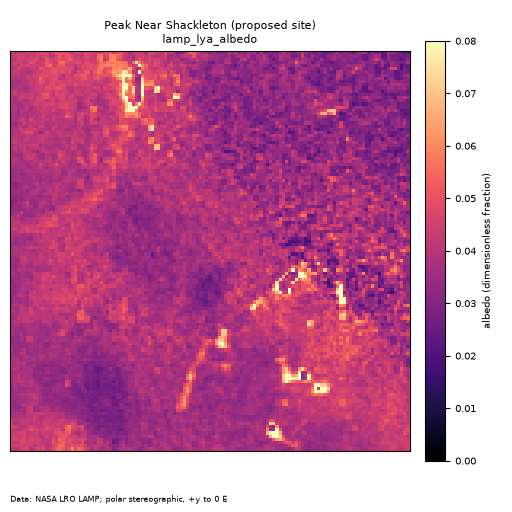 Peak Near Shackleton (proposed site)
lamp_lya_albedo
0.08
0.07
0.06
0.05
0.04
0.03
0.02
0.01
0.00
albedo (dimensionless fraction)
Data: NASA LRO LAMP; polar stereographic, +y to 0 E